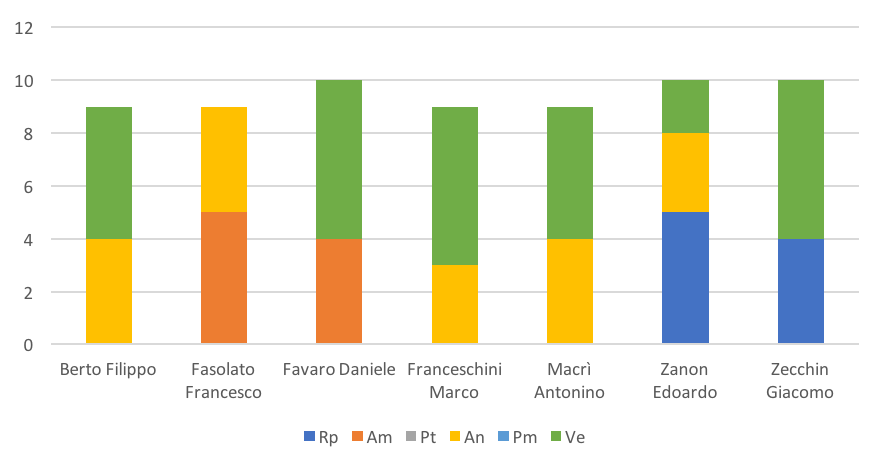 12
10
8
6
4
2
0
Berto Filippo Fasolato Favaro Daniele Franceschini Macrì Zanon Zecchin
Francesco Marco Antonino Edoardo Giacomo
Rp Am Pt An Pm Ve